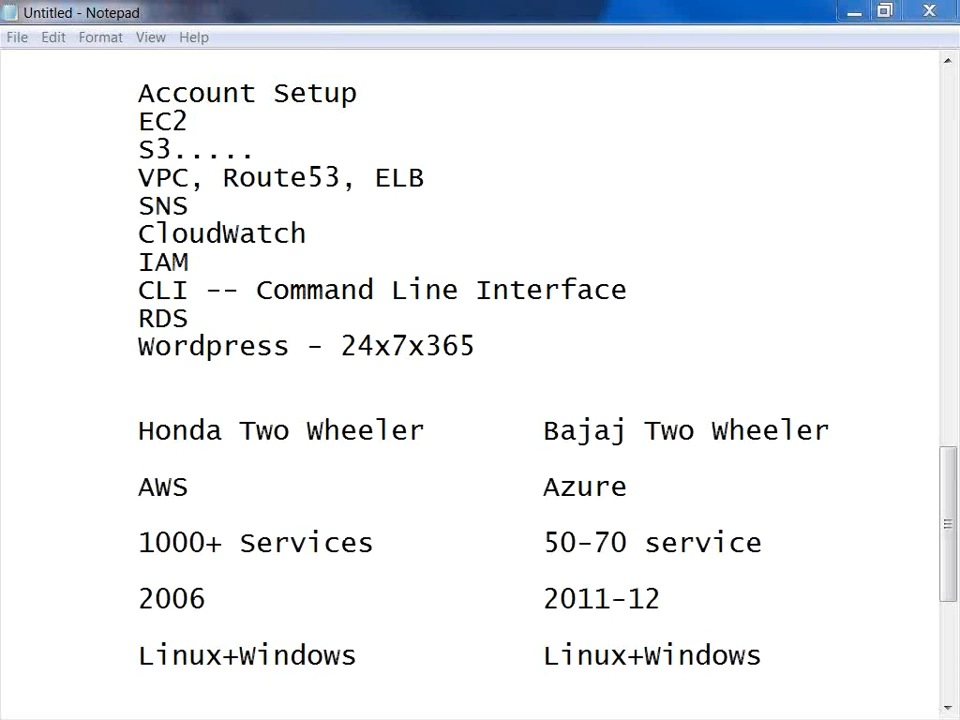 Untitled - Notepad
File Edit Format View Help
Account Setup
EC2
S3.....
VPC, Route53, ELB
SNS
CloudWatch
IAM
CLI -- Command Line Interface
RDS
Wordpress - 24x7x365
Honda Two Wheeler Bajaj Two Wheeler
AWS Azure
1000+ Services 50-70 service
2006 2011-12
Linux+Windows Linux+Windows